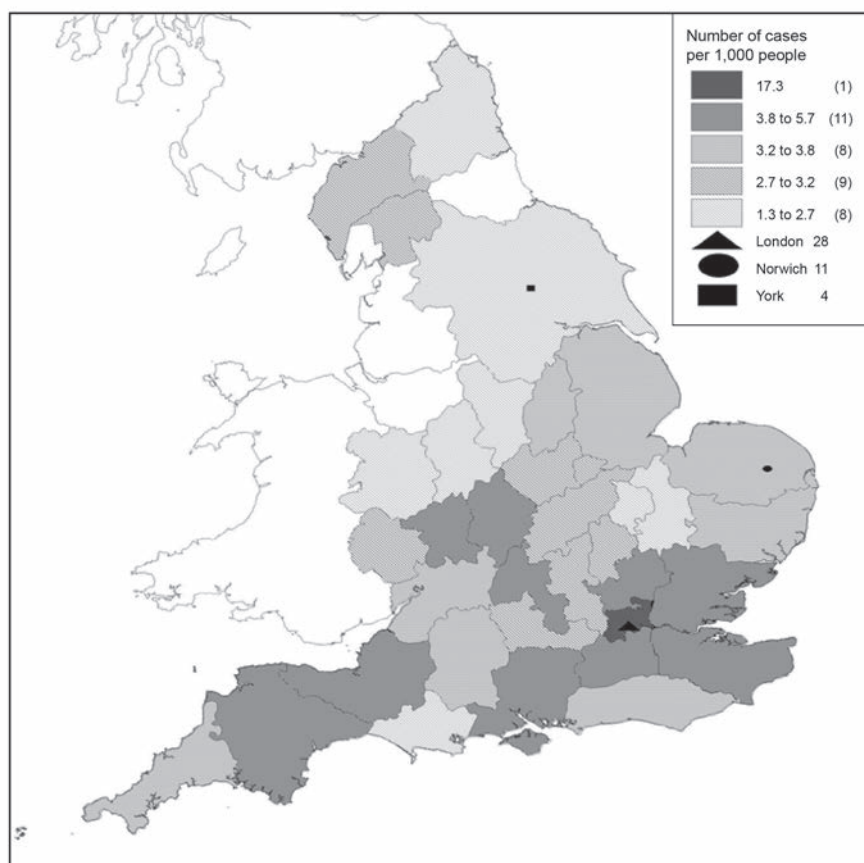 Number of cases
per 1,000 people
17.3 (1)
3.8 to 5.7 (11)
3.2 to 3.8 (8)
2.7 to 3.2 (9)
1.3 to 2.7 (8)
London 28
Norwich 11
York 4